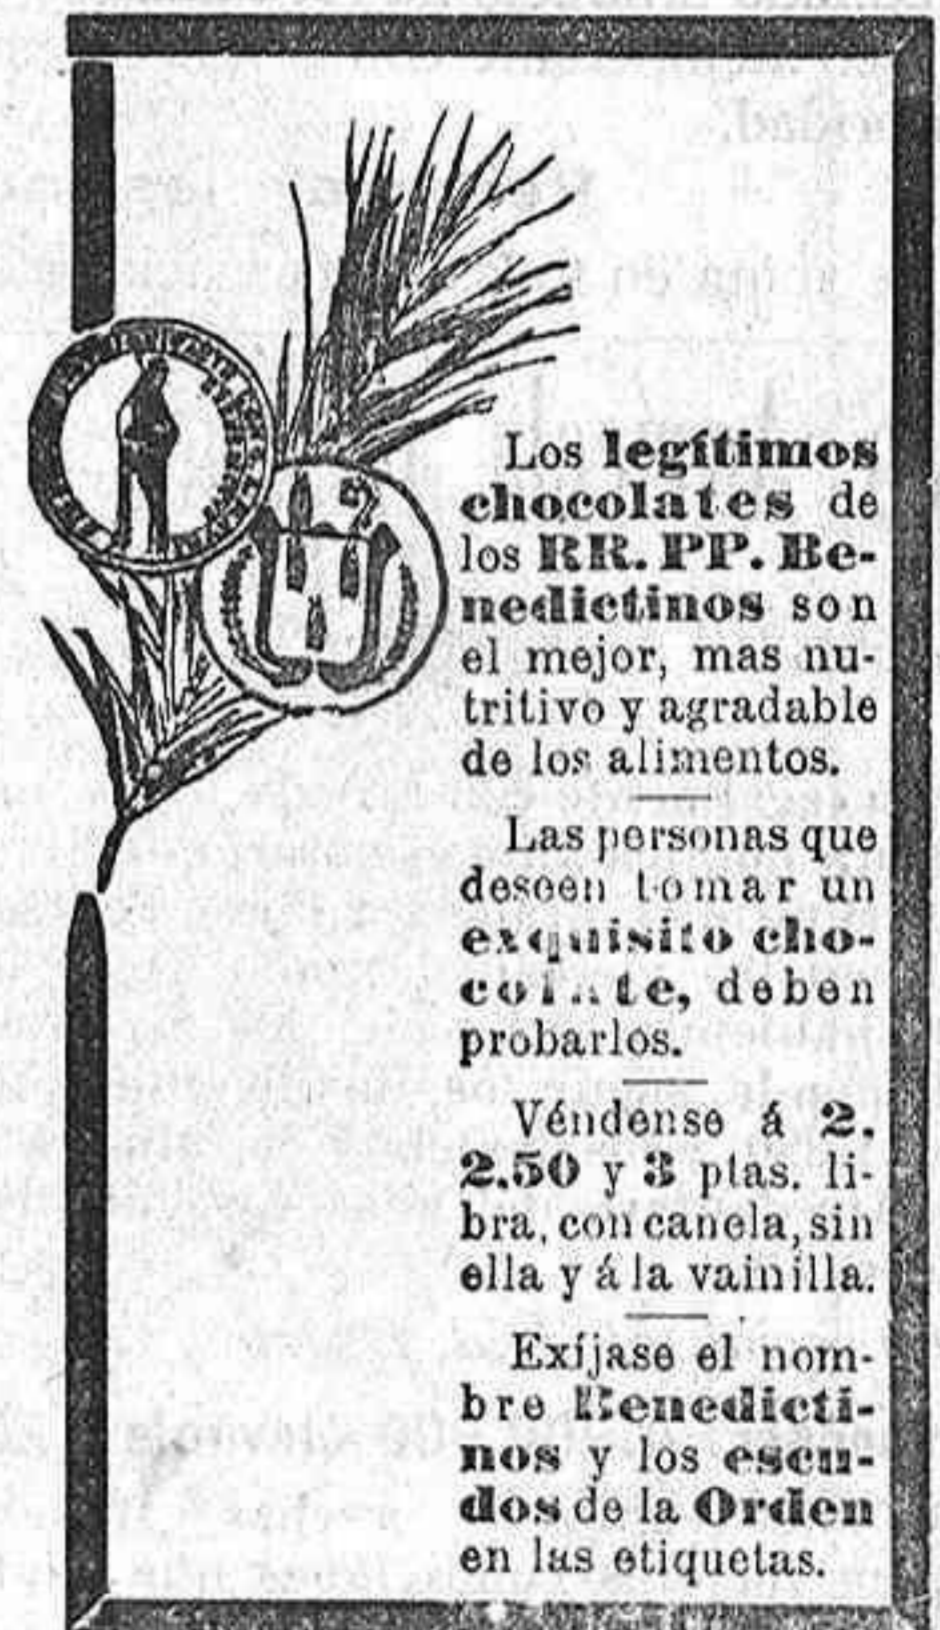 Los legítimos
chocolates de
los RR. PP. Be-
nedictinos son
el mejor, mas nu-
tritivo y agradable
de los alimentos.
Las personas que
deseen tomar un
exquisito cho-
colate, deben
probarlos.
Véndense á 2,
2.50 y 3 ptas. li-
bra, con canela, sin
ella y á la vainilla.
Exíjase el nom-
bre Benedicti-
nos y los escu-
dos de la Orden
en las etiquetas.